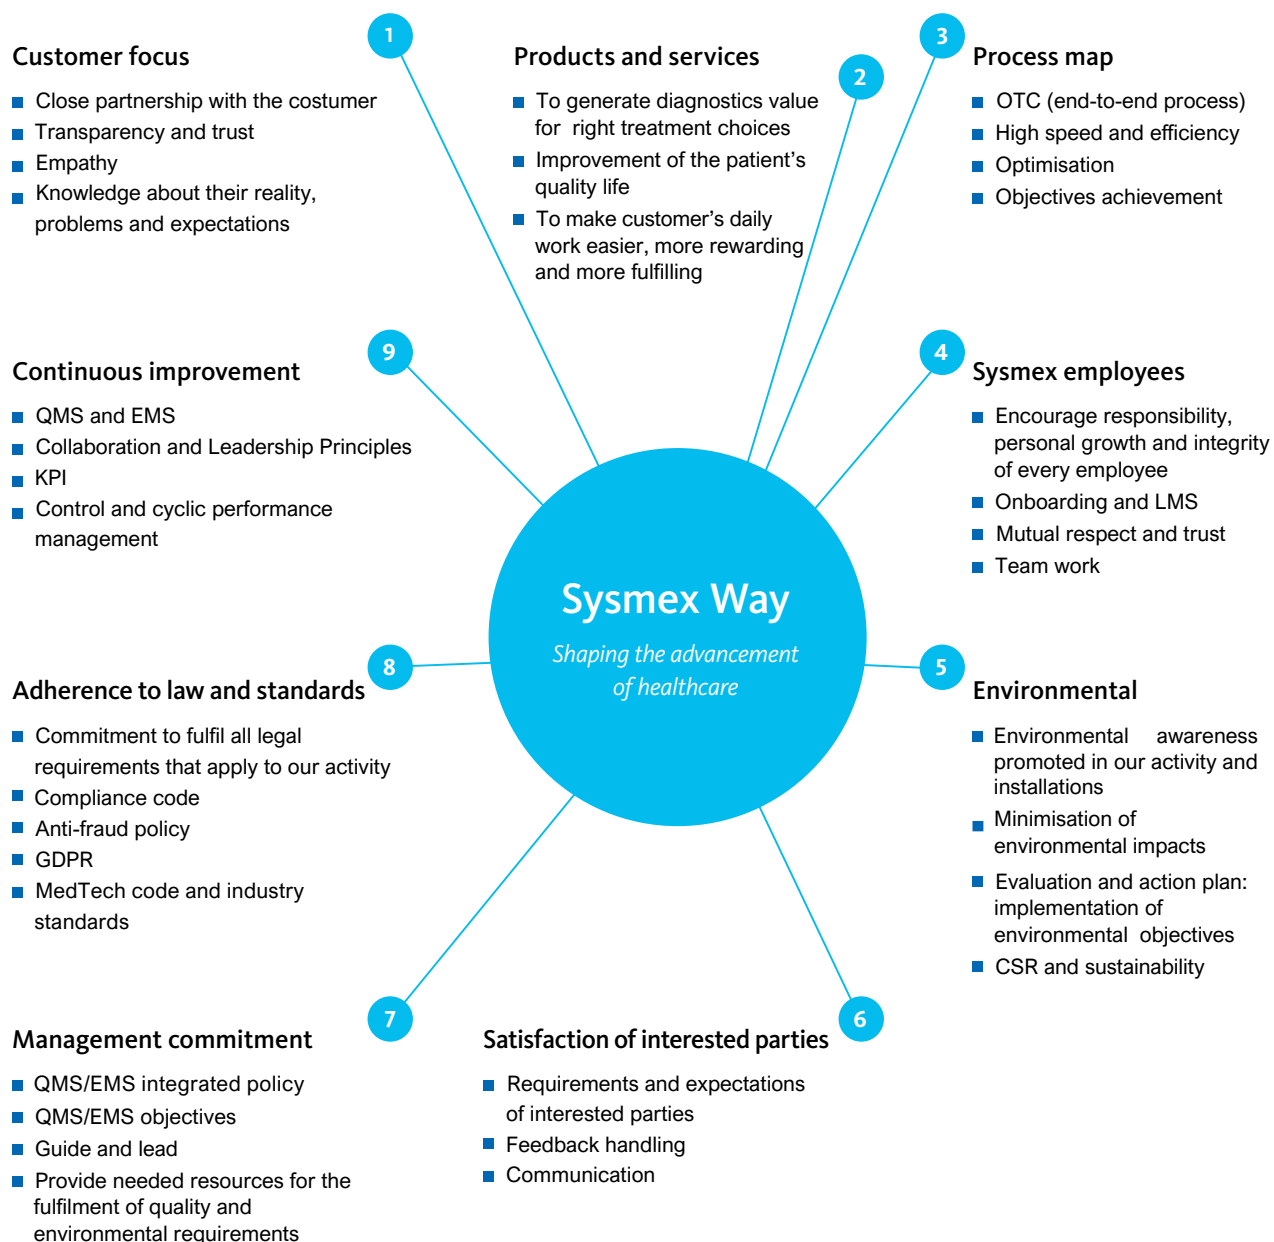 1
Customer focus
Close partnership with the costumer
Transparency and trust
Empathy
Knowledge about their reality,
problems and expectations
2
Products and services
To generate diagnostics value
for right treatment choices
Improvement of the patient's
quality life
To make customer's daily
work easier, more rewarding
and more fulfilling
3
Process map
OTC (end-to-end process)
High speed and efficiency
Optimisation
Objectives achievement
9
Continuous improvement
QMS and EMS
Collaboration and Leadership Principles
KPI
Control and cyclic performance
management
4
Sysmex employees
Encourage responsibility,
personal growth and integrity
of every employee
Onboarding and LMS
Mutual respect and trust
Team work
Sysmex Way
Shaping the advancement
of healthcare
8
Adherence to law and standards
Commitment to fulfil all legal
requirements that apply to our activity
Compliance code
Anti-fraud policy
GDPR
MedTech code and industry
standards
5
Environmental
Environmental awareness
promoted in our activity and
installations
Minimisation of
environmental impacts
Evaluation and action plan:
implementation of
environmental objectives
CSR and sustainability
7
Management commitment
QMS/EMS integrated policy
QMS/EMS objectives
Guide and lead
Provide needed resources for the
fulfilment of quality and
environmental requirements
6
Satisfaction of interested parties
Requirements and expectations
of interested parties
Feedback handling
Communication